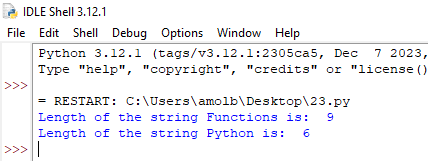 IDLE Shell 3.12.1
File Edit Shell Debug Options Window Help
Python 3.12.1 (tags/v3.12.1:2305ca5, Dec  7 2023,
Type "help", "copyright", "credits" or "license()
>>>
= RESTART: C:\Users\amolb\Desktop\23.py
Length of the string Functions is:  9
Length of the string Python is:  6
>>>